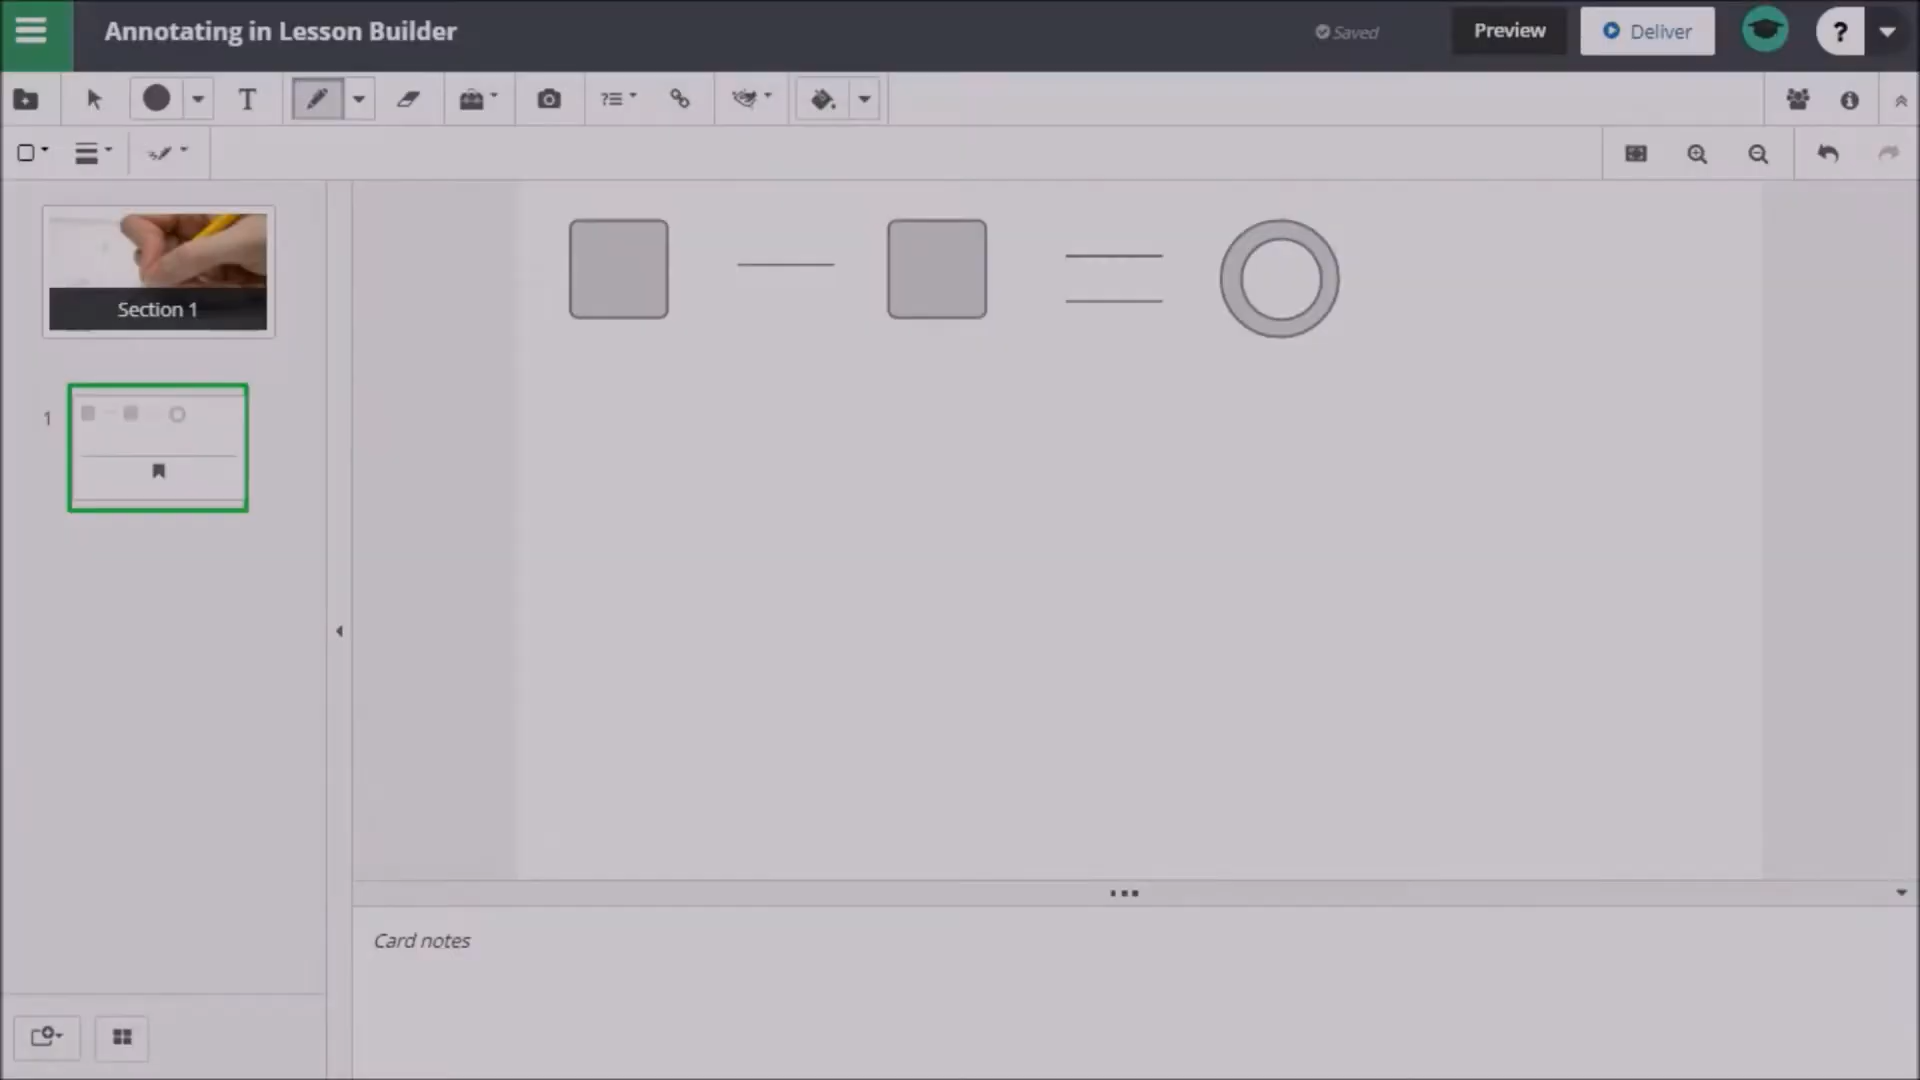 Annotating in Lesson Builder
Saved
Preview
Deliver
?
T
?
Section 1
1
Card notes